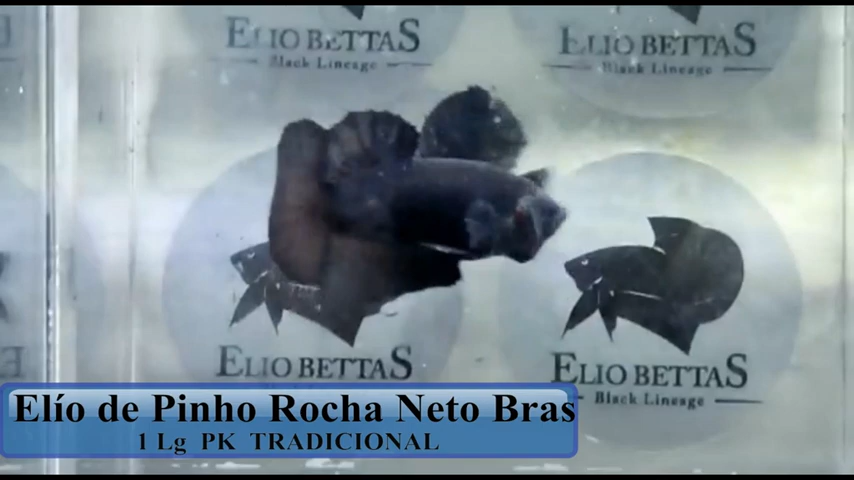 ELIO BETTAS
Black Lineage
ELIO BETTAS
Black Lineage
ELIO BETTAS
ELIO BETTAS
Black Lineage
Elío de Pinho Rocha Neto Bras
1 Lg PK TRADICIONAL